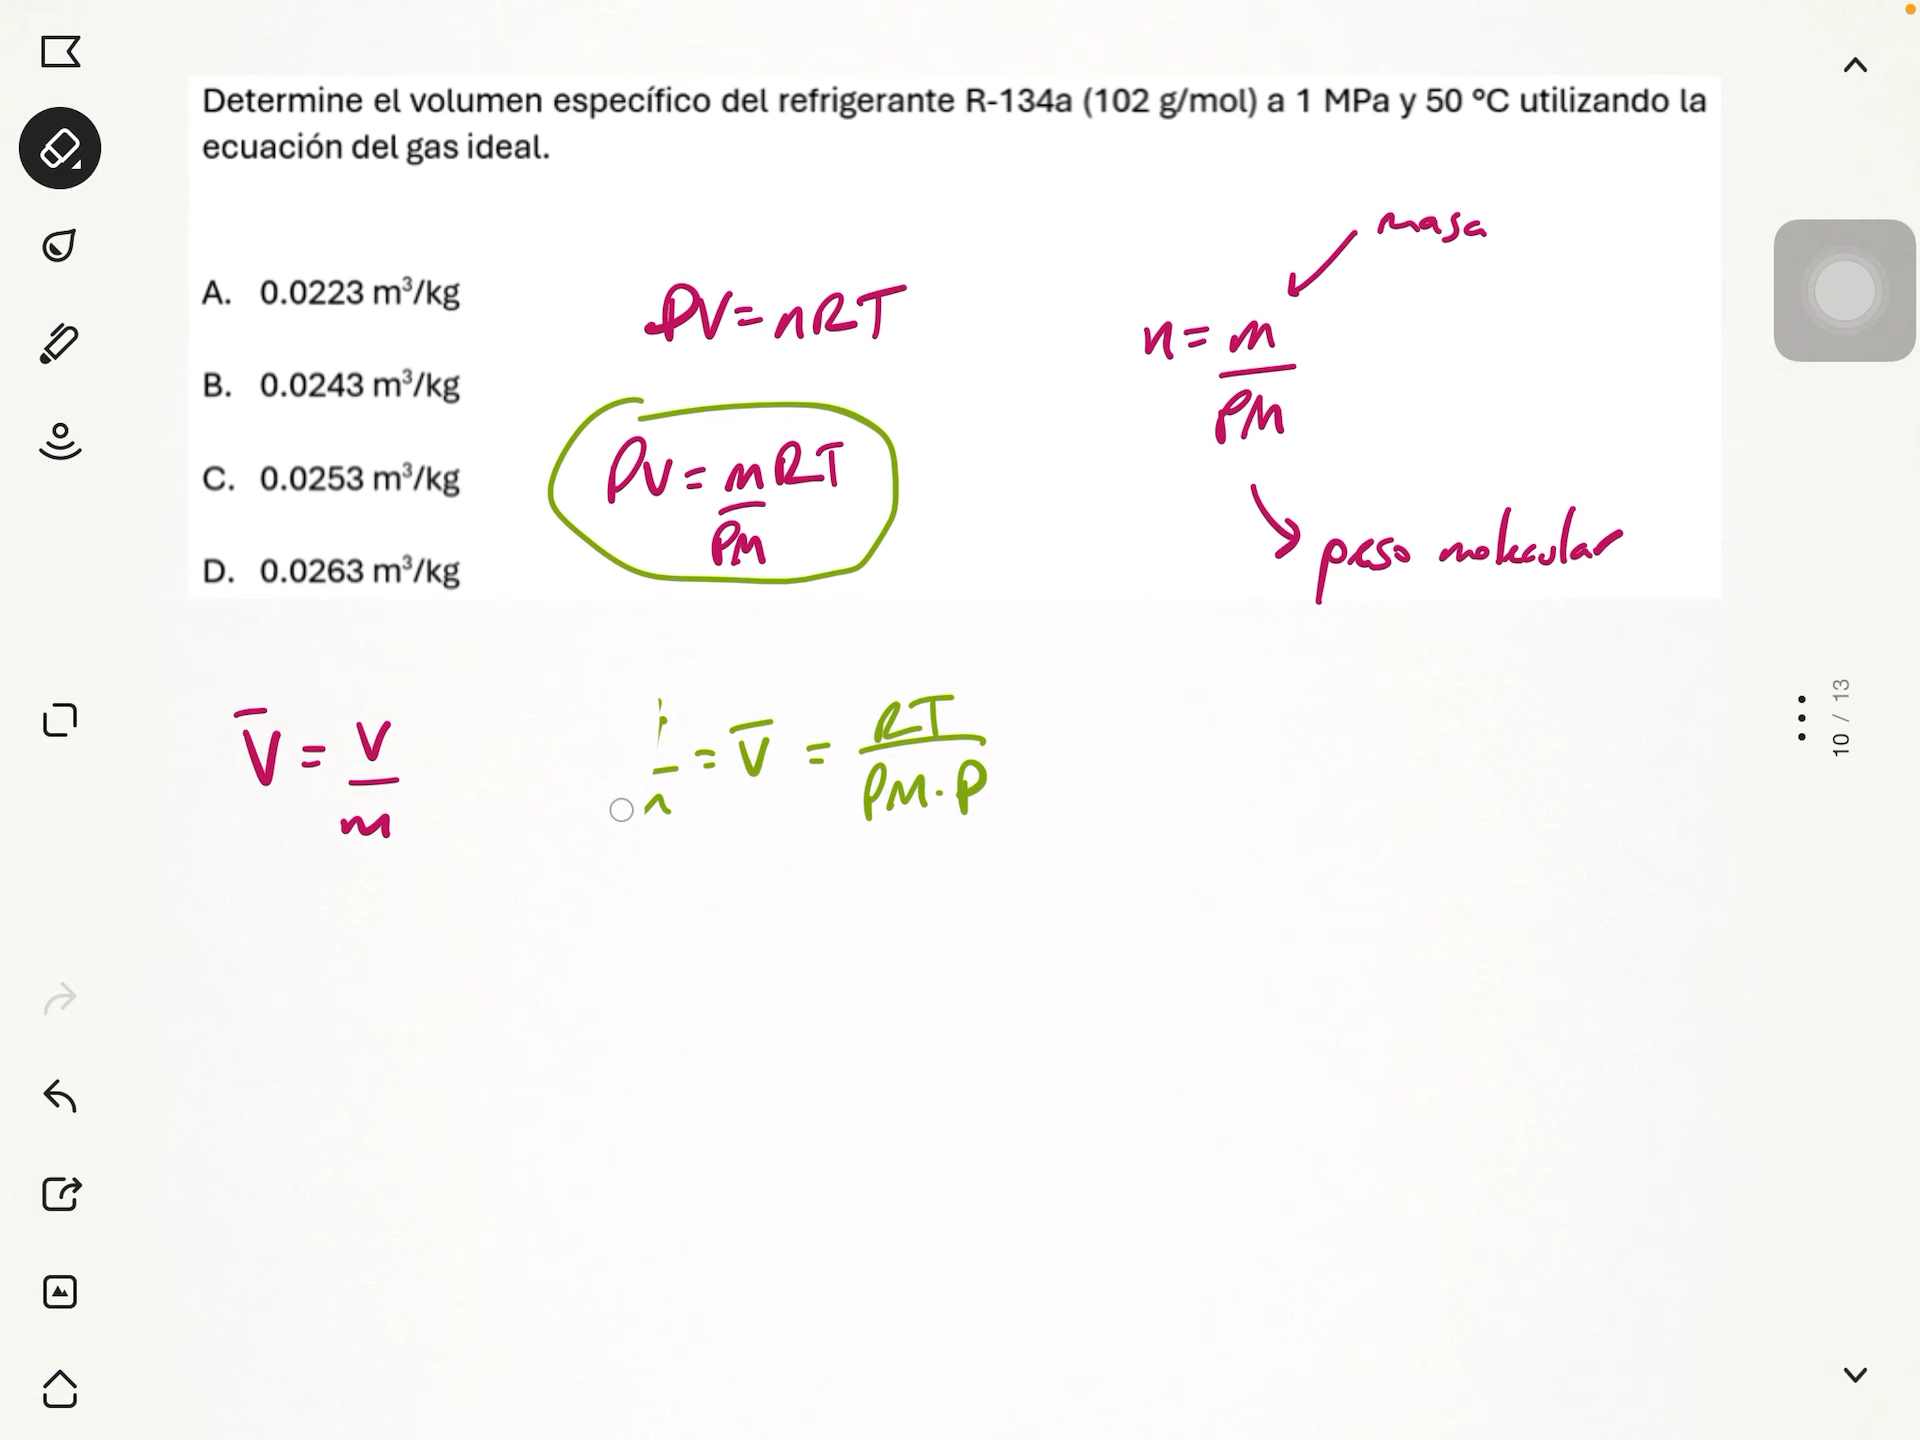 Determine el volumen específico del refrigerante R-134a (102 g/mol) a 1 MPa y 50 ºC utilizando la
ecuación del gas ideal.
A. 0.0223 m³/kg
B. 0.0243 m³/kg
C. 0.0253 m³/kg
D. 0.0263 m³/kg
PV = nRT
PV = m/PM RT
masa
n = m/PM
peso molecular
V̄ = V/m
= V̄ = RT/PM·P
10 / 13